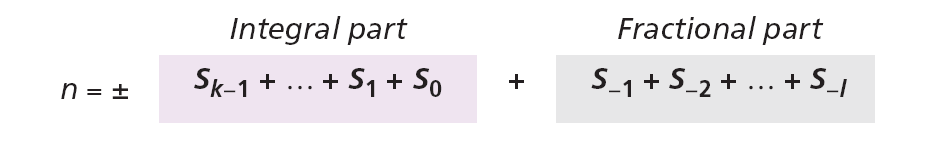 Integral part Fractional part
n = ± Sₖ₋₁ + … + S₁ + S₀ + S₋₁ + S₋₂ + … + S₋ₗ